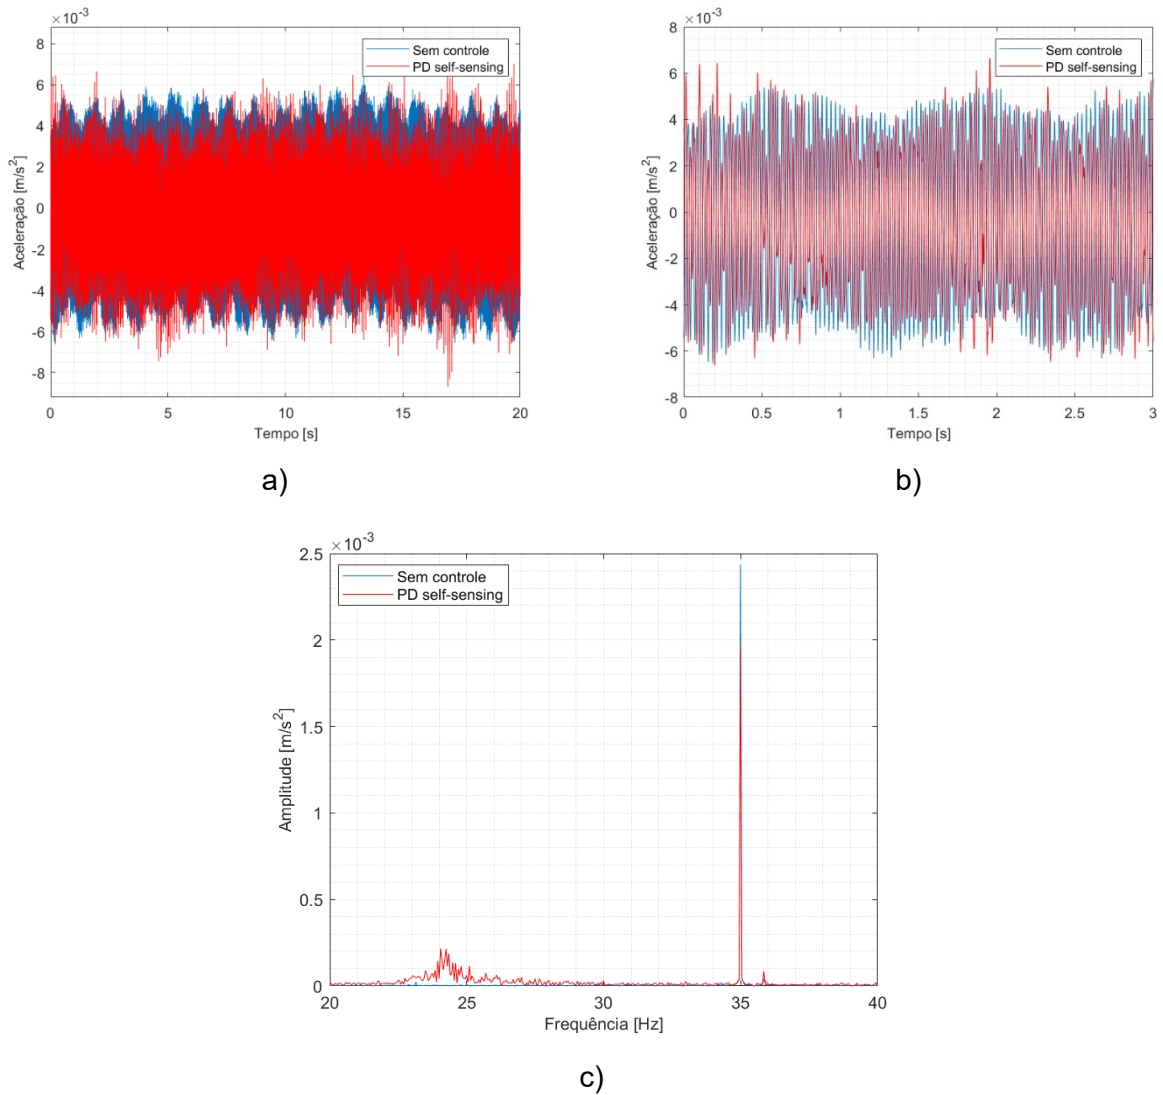 ×10⁻³
8
6
4
2
0
-2
-4
-6
-8
0
5
10
15
20
Aceleração [m/s²]
Tempo [s]
Sem controle
PD self-sensing
a)
×10⁻³
8
6
4
2
0
-2
-4
-6
-8
0
0.5
1
1.5
2
2.5
3
Aceleração [m/s²]
Tempo [s]
Sem controle
PD self-sensing
b)
×10⁻³
2.5
2
1.5
1
0.5
0
20
25
30
35
40
Amplitude [m/s²]
Frequência [Hz]
Sem controle
PD self-sensing
c)